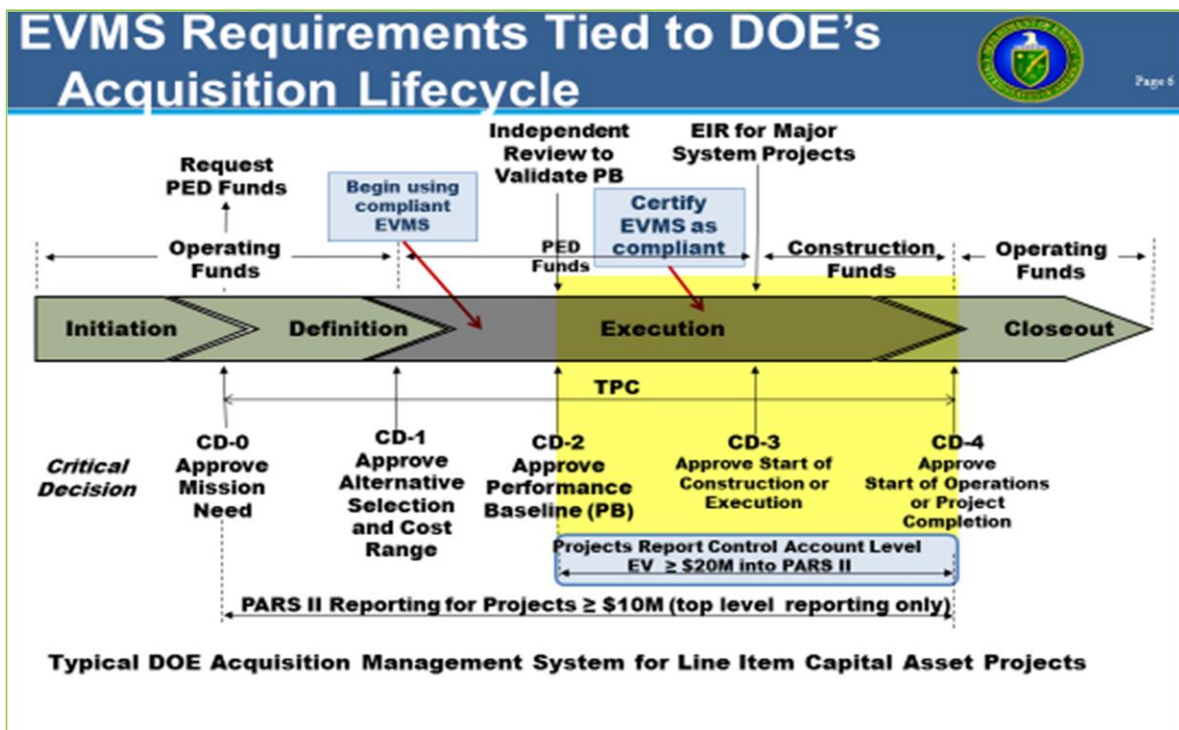 EVMS Requirements Tied to DOE's
Acquisition Lifecycle
Page 6
Request
PED Funds
Begin using
compliant
EVMS
Independent
Review to
Validate PB
EIR for Major
System Projects
Certify
EVMS as
compliant
Operating
Funds
PED
Funds
Construction
Funds
Operating
Funds
Initiation
Definition
Execution
Closeout
TPC
Critical
Decision
CD-0
Approve
Mission
Need
CD-1
Approve
Alternative
Selection
and Cost
Range
CD-2
Approve
Performance
Baseline (PB)
CD-3
Approve Start of
Construction or
Execution
CD-4
Approve
Start of Operations
or Project
Completion
Projects Report Control Account Level
EV ≥ $20M into PARS II
PARS II Reporting for Projects ≥ $10M (top level reporting only)
Typical DOE Acquisition Management System for Line Item Capital Asset Projects